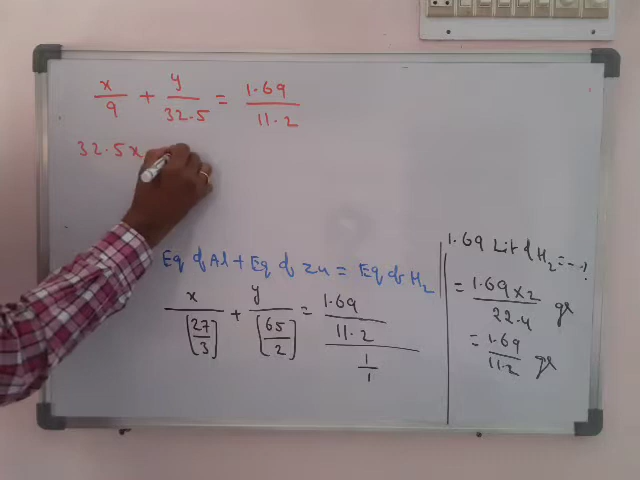 x/9 + y/32.5 = 1.69/11.2
32.5x
Eq of Al + Eq of Zn = Eq of H₂
x/[27/3] + y/[65/2] = (1.69/11.2)/(1/1)
1.69 Lit of H₂ = --?
= 1.69 x 2/22.4 gr
= 1.69/11.2 gr